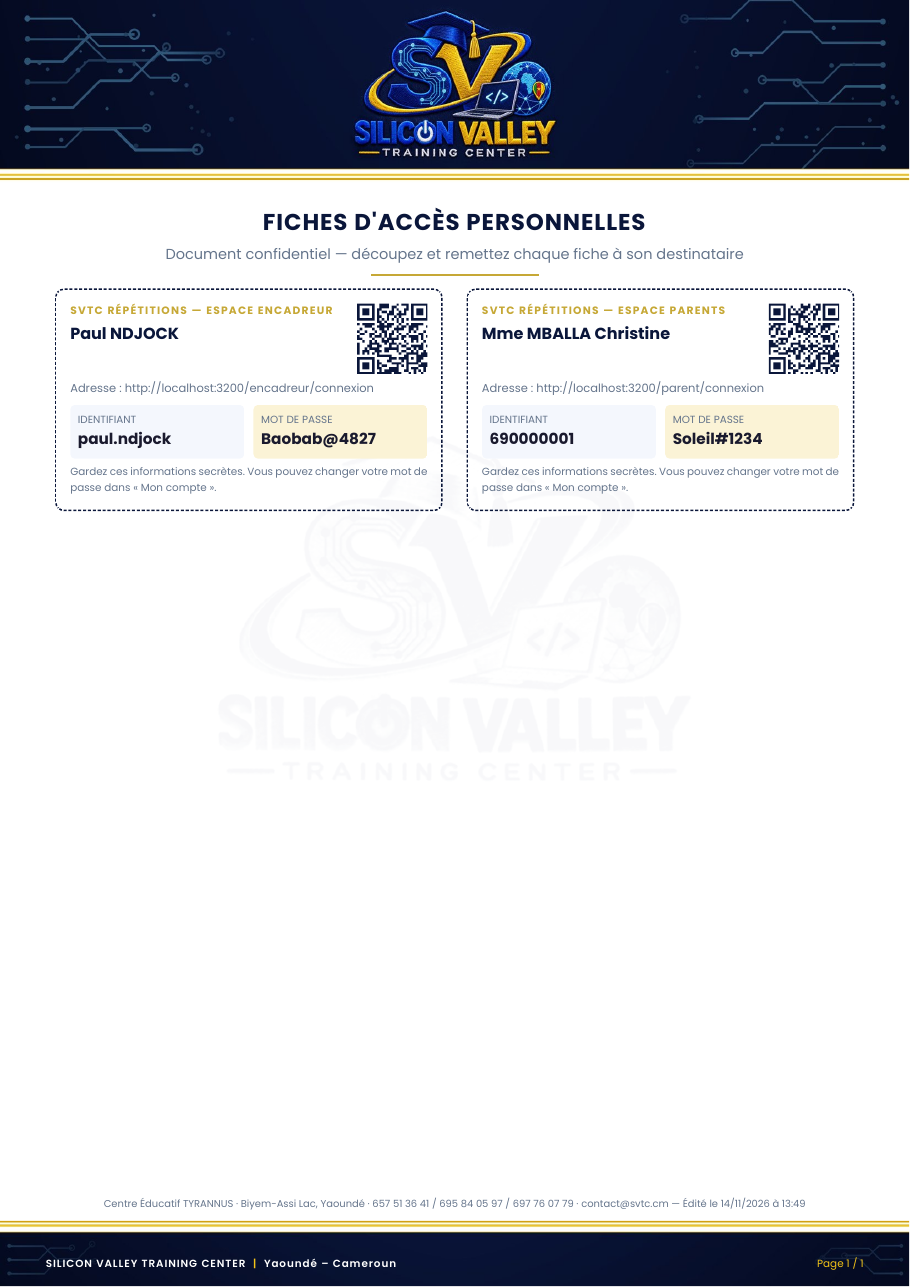 SV
</>
SILICON VALLEY
TRAINING CENTER
FICHES D'ACCÈS PERSONNELLES
Document confidentiel — découpez et remettez chaque fiche à son destinataire
SVTC RÉPÉTITIONS — ESPACE ENCADREUR
Paul NDJOCK
Adresse : http://localhost:3200/encadreur/connexion
IDENTIFIANT
paul.ndjock
MOT DE PASSE
Baobab@4827
Gardez ces informations secrètes. Vous pouvez changer votre mot de
passe dans « Mon compte ».
SVTC RÉPÉTITIONS — ESPACE PARENTS
Mme MBALLA Christine
Adresse : http://localhost:3200/parent/connexion
IDENTIFIANT
690000001
MOT DE PASSE
Soleil#1234
Gardez ces informations secrètes. Vous pouvez changer votre mot de
passe dans « Mon compte ».
SV
</>
SILICON VALLEY
TRAINING CENTER
Centre Éducatif TYRANNUS · Biyem-Assi Lac, Yaoundé · 657 51 36 41 / 695 84 05 97 / 697 76 07 79 · contact@svtc.cm — Édité le 14/11/2026 à 13:49
SILICON VALLEY TRAINING CENTER | Yaoundé – Cameroun
Page 1 / 1